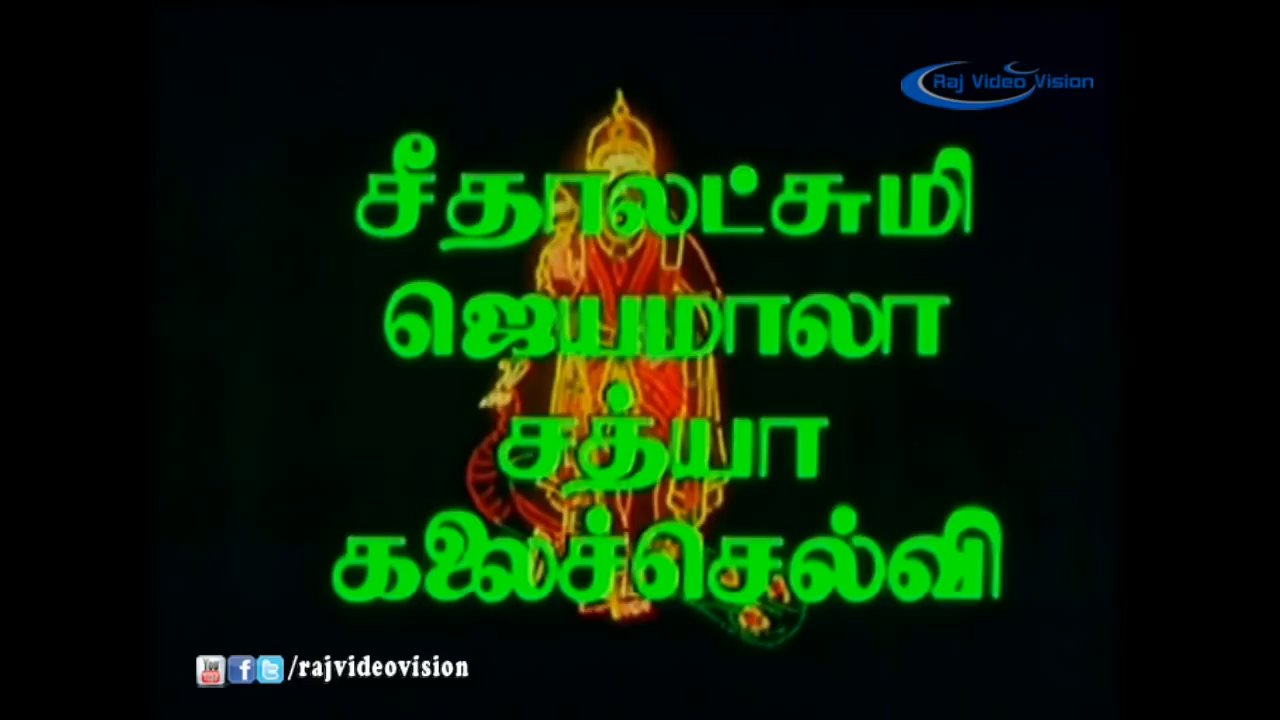 Raj Video Vision
சீதாலட்சுமி
ஜெயமாலா
சத்யா
கலைச்செல்வி
/rajvideovision